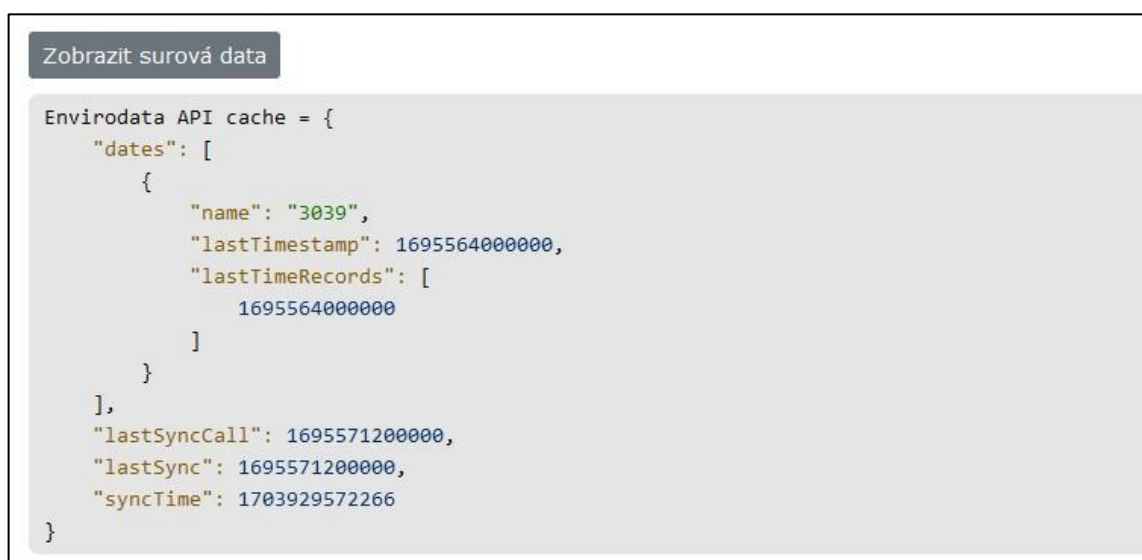 Zobrazit surová data
Envirodata API cache = {
    "dates": [
        {
            "name": "3039",
            "lastTimestamp": 1695564000000,
            "lastTimeRecords": [
                1695564000000
            ]
        }
    ],
    "lastSyncCall": 1695571200000,
    "lastSync": 1695571200000,
    "syncTime": 1703929572266
}